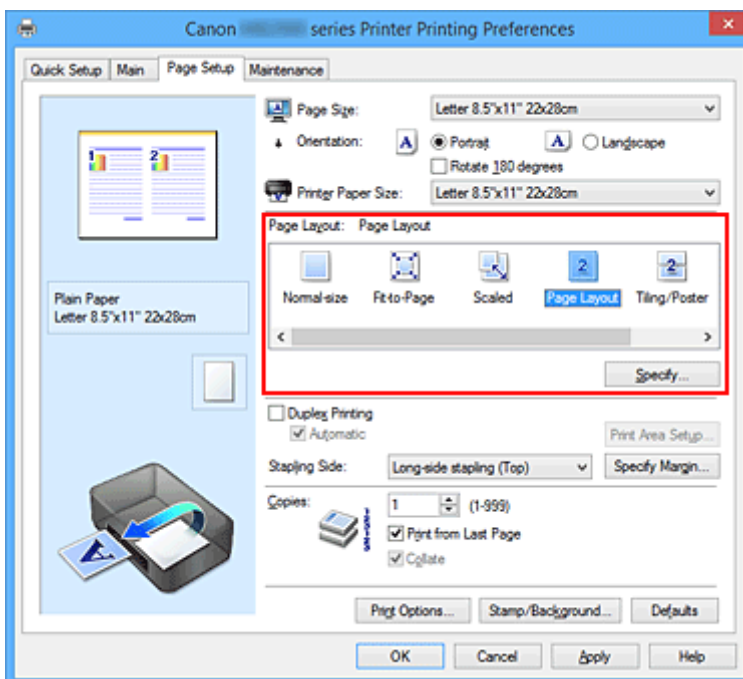 Canon series Printer Printing Preferences
Quick Setup Main Page Setup Maintenance
1 2
Plain Paper
Letter 8.5"x11" 22x28cm
Page Size: Letter 8.5"x11" 22x28cm
Orientation: A Portrait A Landscape
Rotate 180 degrees
Printer Paper Size: Letter 8.5"x11" 22x28cm
Page Layout: Page Layout
2 2
Normal-size Fit-to-Page Scaled Page Layout Tiling/Poster
Specify...
Duplex Printing
Automatic Print Area Setup...
Stapling Side: Long-side stapling (Top) Specify Margin...
Copies: 1 (1-999)
Print from Last Page
Collate
A
Print Options... Stamp/Background... Defaults
OK Cancel Apply Help